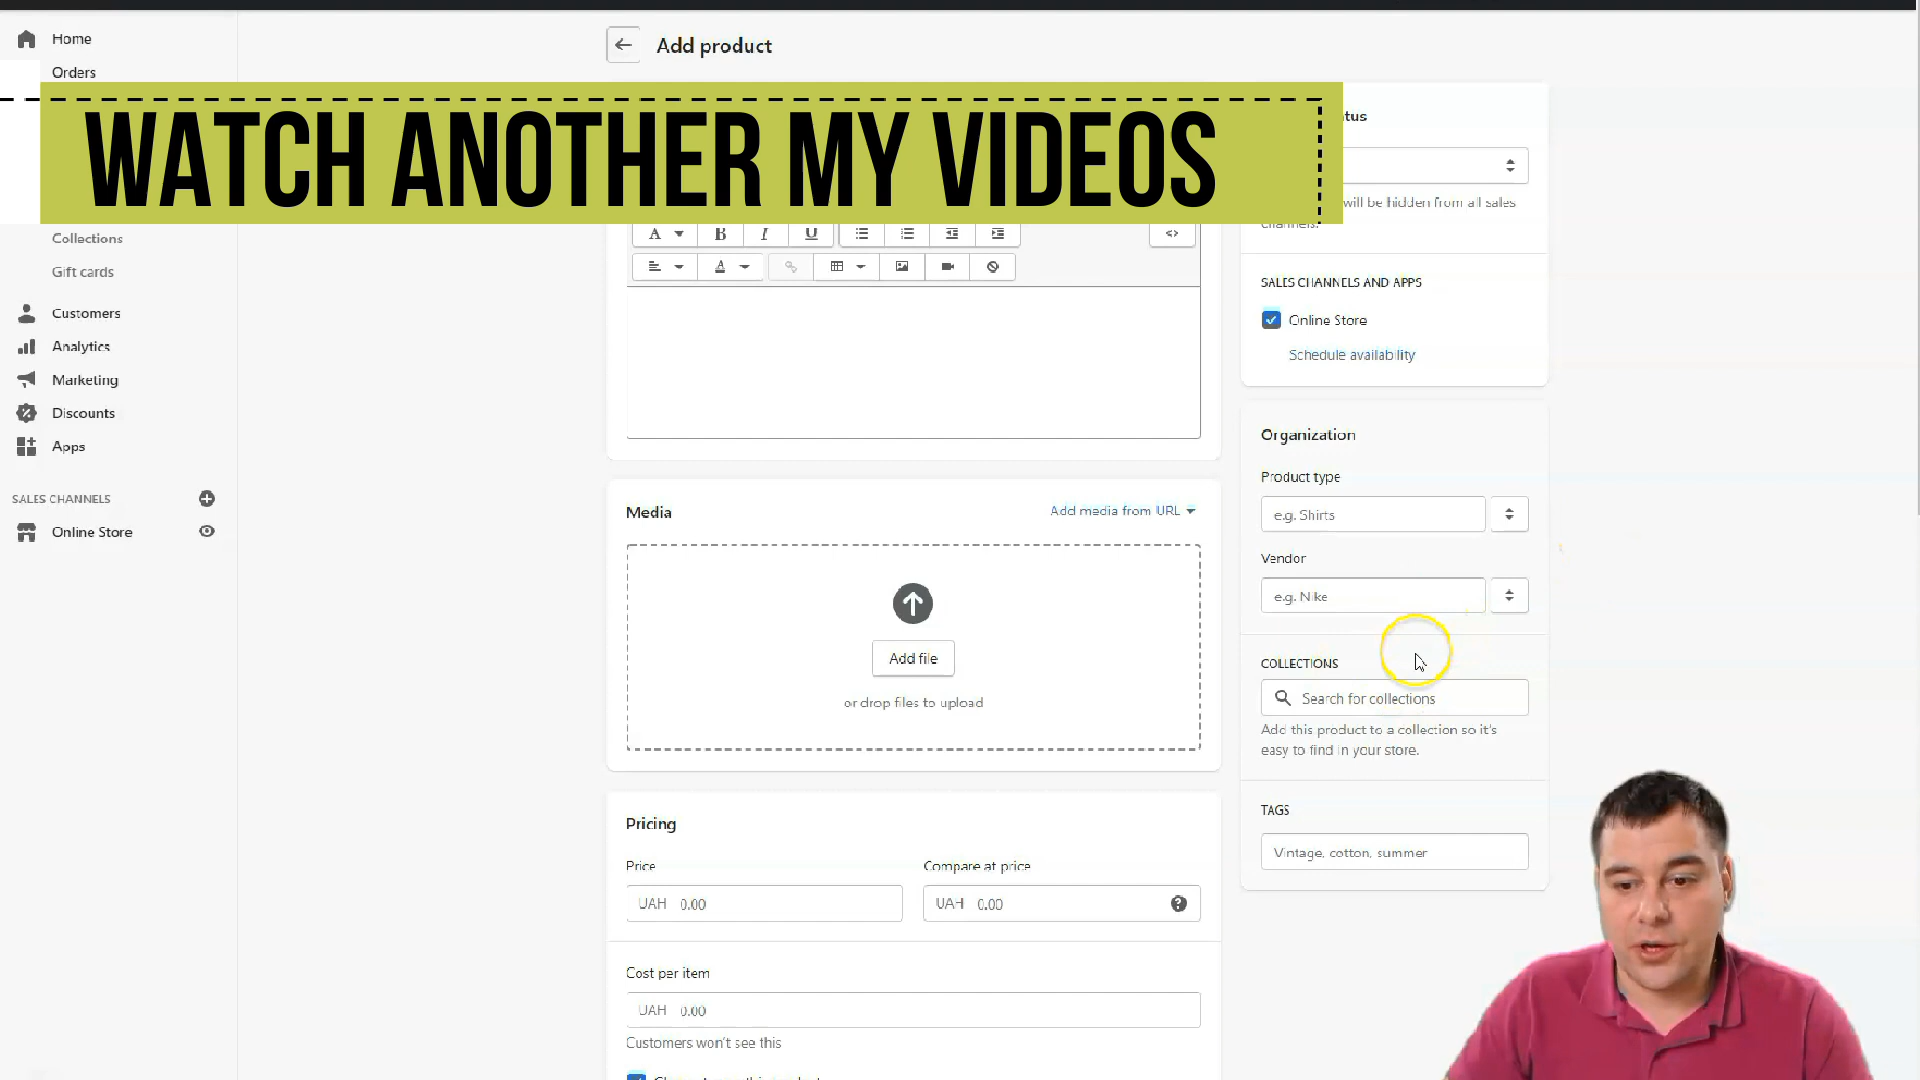 Home
Add product
Orders
WATCH ANOTHER MY VIDEOS
tus
will be hidden from all sales
channels.
Collections
Gift cards
Customers
Analytics
Marketing
Discounts
Apps
SALES CHANNELS
Online Store
A
B
I
U
<>
A
SALES CHANNELS AND APPS
Online Store
Schedule availability
Media
Add media from URL
Add file
or drop files to upload
Organization
Product type
e.g. Shirts
Vendor
e.g. Nike
COLLECTIONS
Search for collections
Add this product to a collection so it's
easy to find in your store.
TAGS
Vintage, cotton, summer
Pricing
Price
Compare at price
UAH 0.00
UAH 0.00
Cost per item
UAH 0.00
Customers won't see this